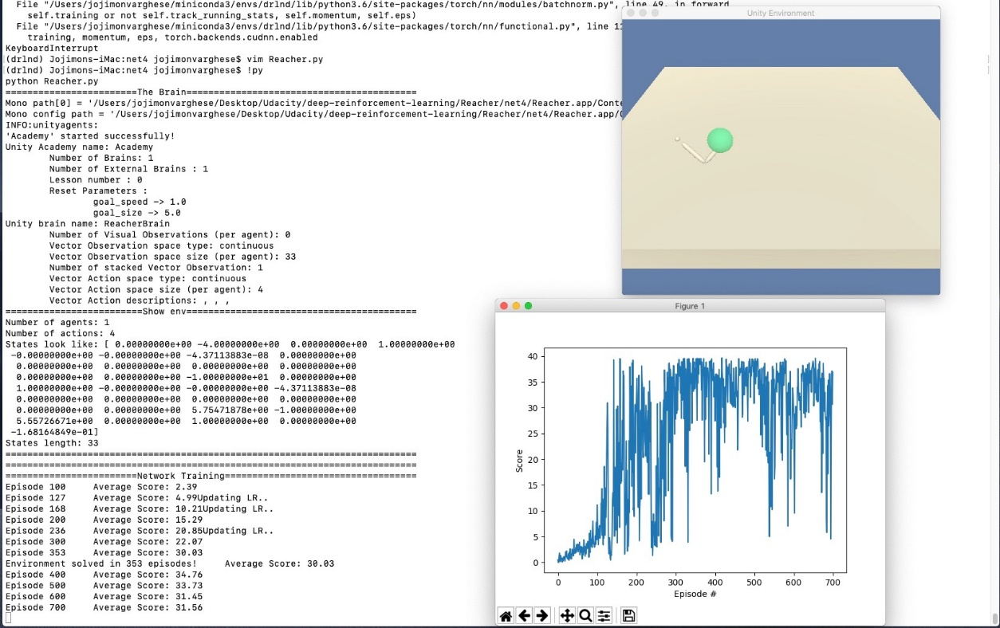 File "/Users/jojimonvarghese/miniconda3/envs/drlnd/lib/python3.6/site-packages/torch/nn/modules/batchnorm.py", line 49, in forward
self.training or not self.track_running_stats, self.momentum, self.eps)
File "/Users/jojimonvarghese/miniconda3/envs/drlnd/lib/python3.6/site-packages/torch/nn/functional.py", line 11
training, momentum, eps, torch.backends.cudnn.enabled
KeyboardInterrupt
(drlnd) Jojimons-iMac:net4 jojimonvarghese$ vim Reacher.py
(drlnd) Jojimons-iMac:net4 jojimonvarghese$ !py
python Reacher.py
========================The Brain==========================================
Mono path[0] = '/Users/jojimonvarghese/Desktop/Udacity/deep-reinforcement-learning/Reacher/net4/Reacher.app/Conte
Mono config path = '/Users/jojimonvarghese/Desktop/Udacity/deep-reinforcement-learning/Reacher/net4/Reacher.app/C
INFO:unityagents:
'Academy' started successfully!
Unity Academy name: Academy
Number of Brains: 1
Number of External Brains : 1
Lesson number : 0
Reset Parameters :
goal_speed -> 1.0
goal_size -> 5.0
Unity brain name: ReacherBrain
Number of Visual Observations (per agent): 0
Vector Observation space type: continuous
Vector Observation space size (per agent): 33
Number of stacked Vector Observation: 1
Vector Action space type: continuous
Vector Action space size (per agent): 4
Vector Action descriptions: , , ,
=========================Show env==========================================
Number of agents: 1
Number of actions: 4
States look like: [ 0.00000000e+00 -4.00000000e+00  0.00000000e+00  1.00000000e+00
-0.00000000e+00 -0.00000000e+00 -4.37113883e-08  0.00000000e+00
0.00000000e+00  0.00000000e+00  0.00000000e+00  0.00000000e+00
0.00000000e+00  0.00000000e+00 -1.00000000e+01  0.00000000e+00
1.00000000e+00 -0.00000000e+00 -0.00000000e+00 -4.37113883e-08
0.00000000e+00  0.00000000e+00  0.00000000e+00  0.00000000e+00
0.00000000e+00  0.00000000e+00  5.75471878e+00 -1.00000000e+00
5.55726671e+00  0.00000000e+00  1.00000000e+00  0.00000000e+00
-1.68164849e-01]
States length: 33
===========================================================================
===========================================================================
========================Network Training===================================
Episode 100     Average Score: 2.39
Episode 127     Average Score: 4.99Updating LR..
Episode 168     Average Score: 10.21Updating LR..
Episode 200     Average Score: 15.29
Episode 236     Average Score: 20.85Updating LR..
Episode 300     Average Score: 22.07
Episode 353     Average Score: 30.03
Environment solved in 353 episodes!     Average Score: 30.03
Episode 400     Average Score: 34.76
Episode 500     Average Score: 33.73
Episode 600     Average Score: 31.45
Episode 700     Average Score: 31.56
Unity Environment
Figure 1
40
35
30
25
20
15
10
5
0
Score
0 100 200 300 400 500 600 700
Episode #